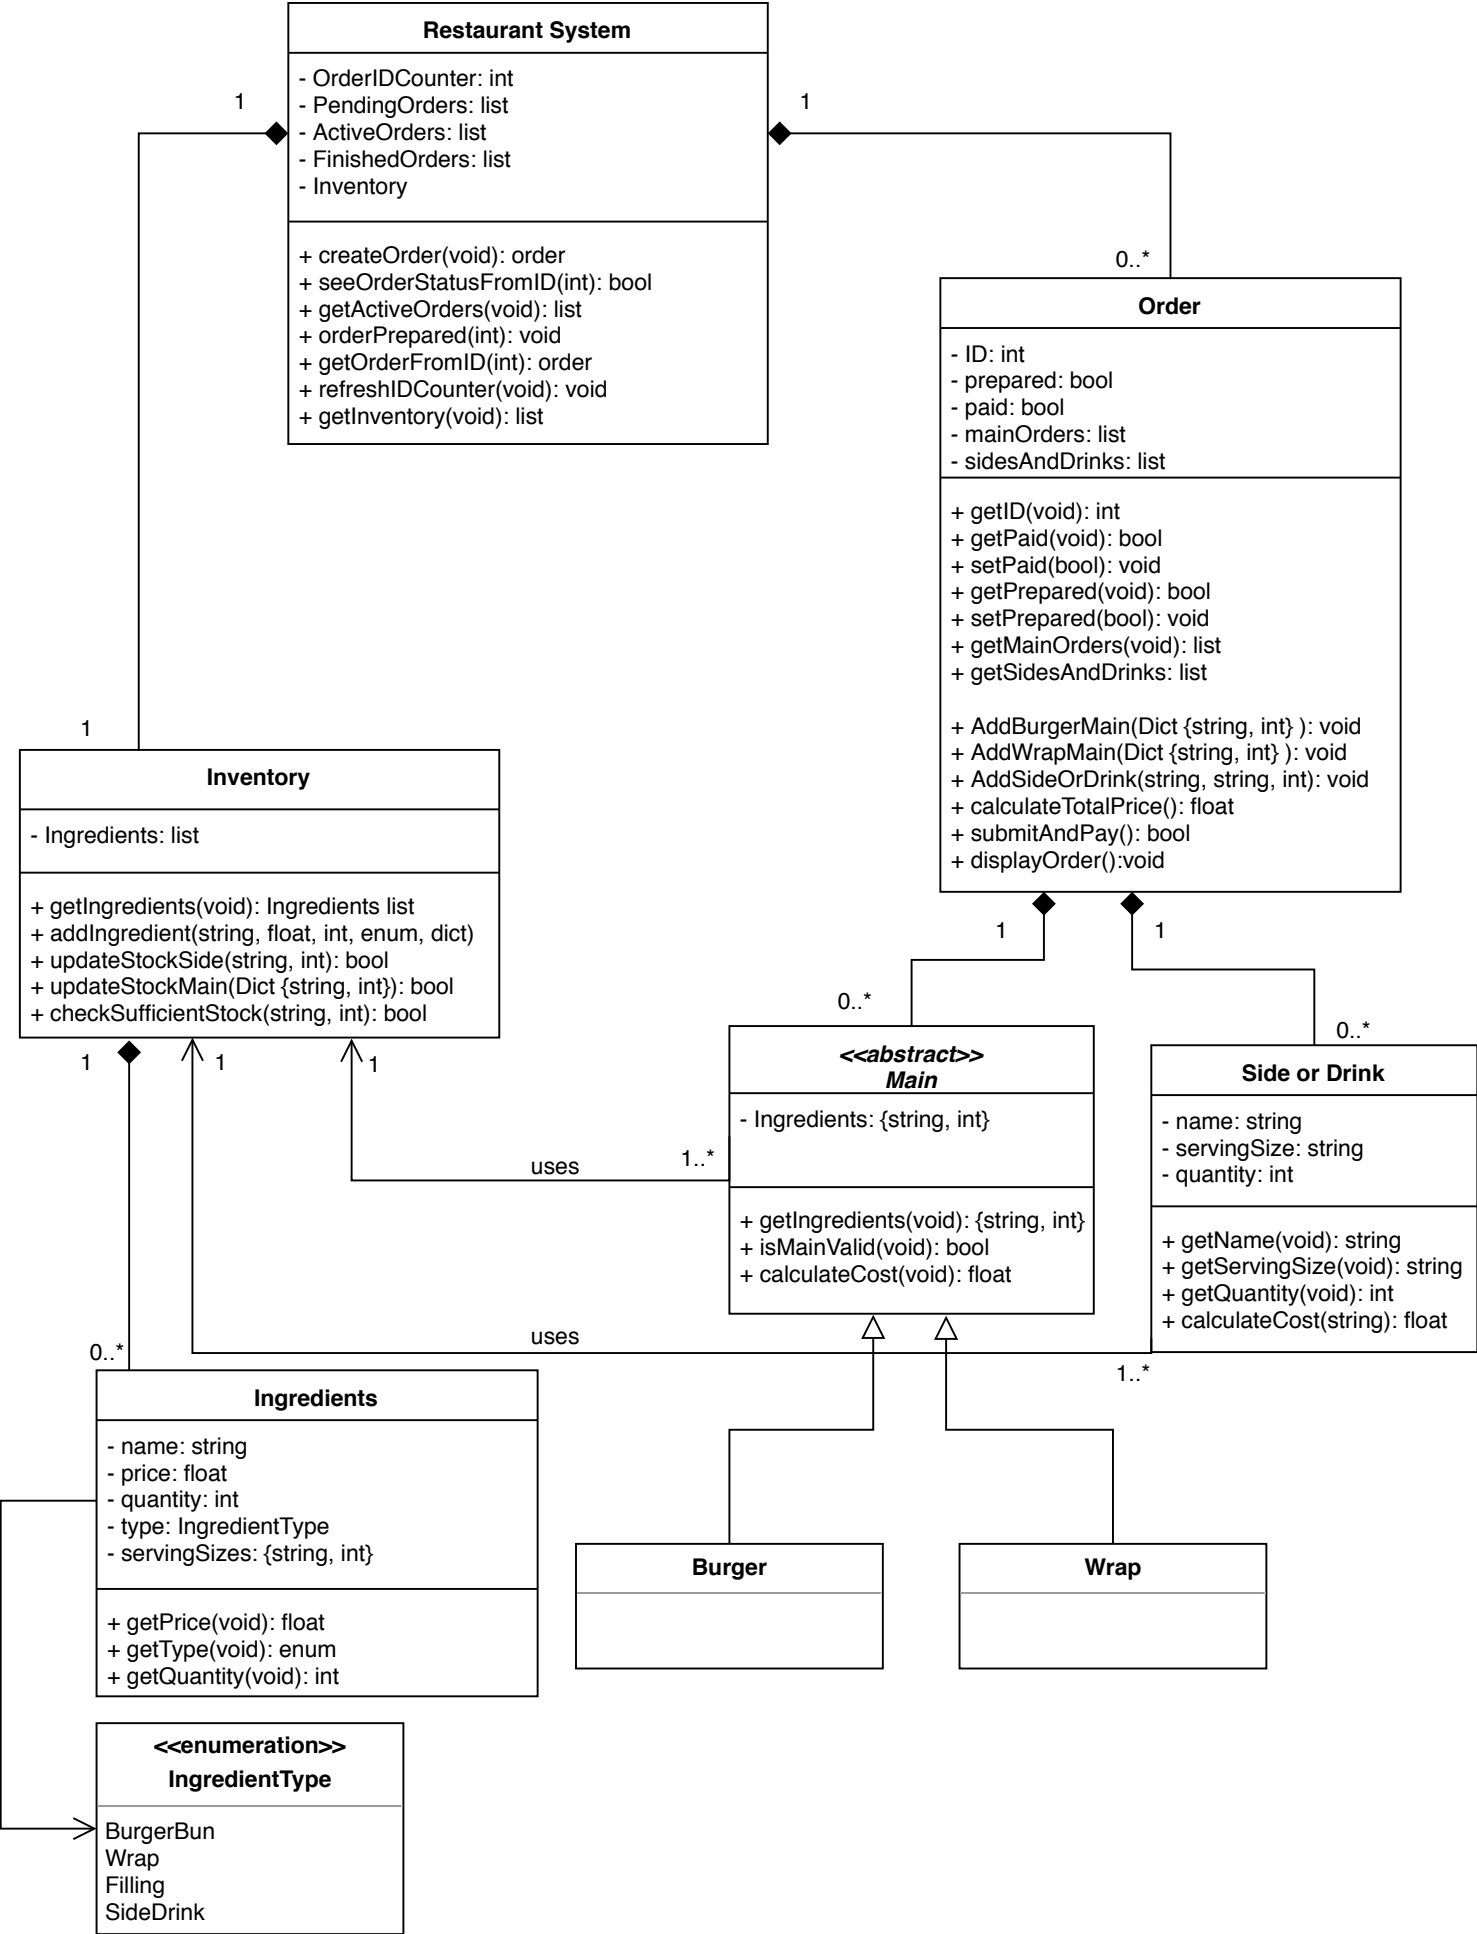 Restaurant System
- OrderIDCounter: int
- PendingOrders: list
- ActiveOrders: list
- FinishedOrders: list
- Inventory
+ createOrder(void): order
+ seeOrderStatusFromID(int): bool
+ getActiveOrders(void): list
+ orderPrepared(int): void
+ getOrderFromID(int): order
+ refreshIDCounter(void): void
+ getInventory(void): list
1
1
0..*
Order
- ID: int
- prepared: bool
- paid: bool
- mainOrders: list
- sidesAndDrinks: list
+ getID(void): int
+ getPaid(void): bool
+ setPaid(bool): void
+ getPrepared(void): bool
+ setPrepared(bool): void
+ getMainOrders(void): list
+ getSidesAndDrinks: list
+ AddBurgerMain(Dict {string, int} ): void
+ AddWrapMain(Dict {string, int} ): void
+ AddSideOrDrink(string, string, int): void
+ calculateTotalPrice(): float
+ submitAndPay(): bool
+ displayOrder():void
1
Inventory
- Ingredients: list
+ getIngredients(void): Ingredients list
+ addIngredient(string, float, int, enum, dict)
+ updateStockSide(string, int): bool
+ updateStockMain(Dict {string, int}): bool
+ checkSufficientStock(string, int): bool
1
1
0..*
0..*
1
1
1
<<abstract>>
Main
- Ingredients: {string, int}
+ getIngredients(void): {string, int}
+ isMainValid(void): bool
+ calculateCost(void): float
Side or Drink
- name: string
- servingSize: string
- quantity: int
+ getName(void): string
+ getServingSize(void): string
+ getQuantity(void): int
+ calculateCost(string): float
uses
1..*
uses
1..*
0..*
Ingredients
- name: string
- price: float
- quantity: int
- type: IngredientType
- servingSizes: {string, int}
+ getPrice(void): float
+ getType(void): enum
+ getQuantity(void): int
Burger
Wrap
<<enumeration>>
IngredientType
BurgerBun
Wrap
Filling
SideDrink